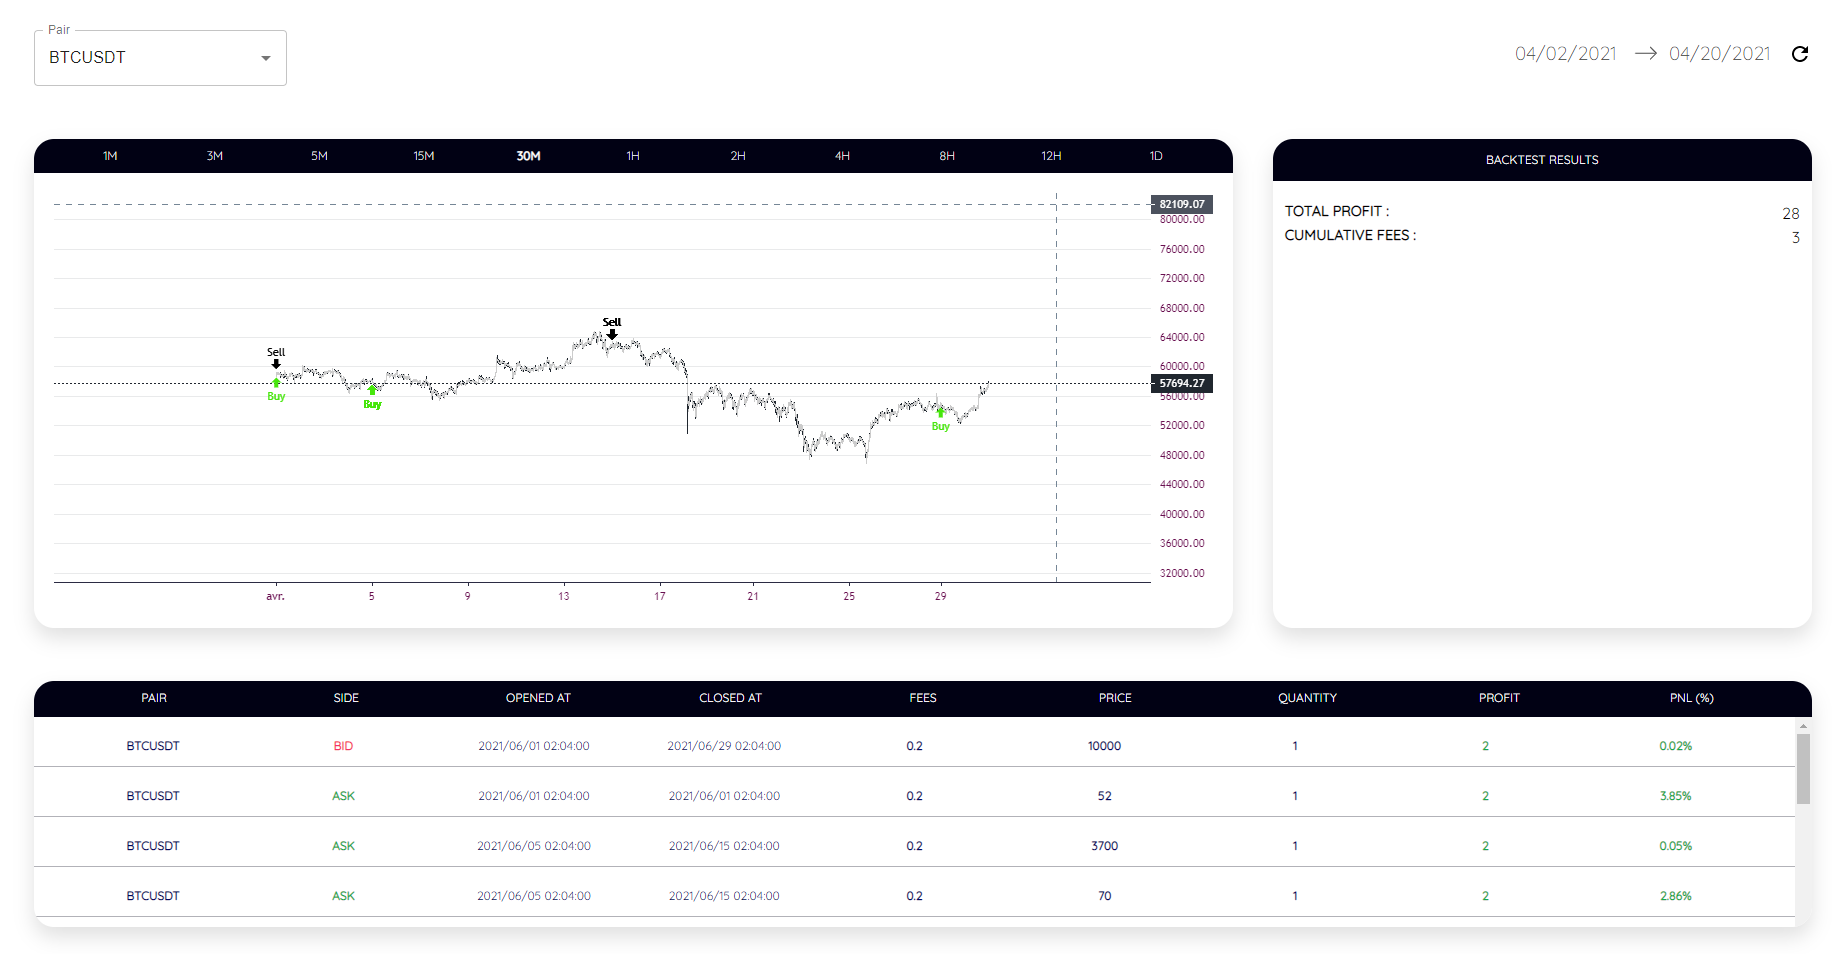 Pair
BTCUSDT
04/02/2021 → 04/20/2021
1M 3M 5M 15M 30M 1H 2H 4H 8H 12H 1D
82109.07
80000.00
76000.00
72000.00
68000.00
64000.00
60000.00
57694.27
56000.00
52000.00
48000.00
44000.00
40000.00
36000.00
32000.00
Sell
Sell
Buy
Buy
Buy
avr. 5 9 13 17 21 25 29
BACKTEST RESULTS
TOTAL PROFIT : 28
CUMULATIVE FEES : 3
PAIR SIDE OPENED AT CLOSED AT FEES PRICE QUANTITY PROFIT PNL (%)
BTCUSDT BID 2021/06/01 02:04:00 2021/06/29 02:04:00 0.2 10000 1 2 0.02%
BTCUSDT ASK 2021/06/01 02:04:00 2021/06/01 02:04:00 0.2 52 1 2 3.85%
BTCUSDT ASK 2021/06/05 02:04:00 2021/06/15 02:04:00 0.2 3700 1 2 0.05%
BTCUSDT ASK 2021/06/05 02:04:00 2021/06/15 02:04:00 0.2 70 1 2 2.86%